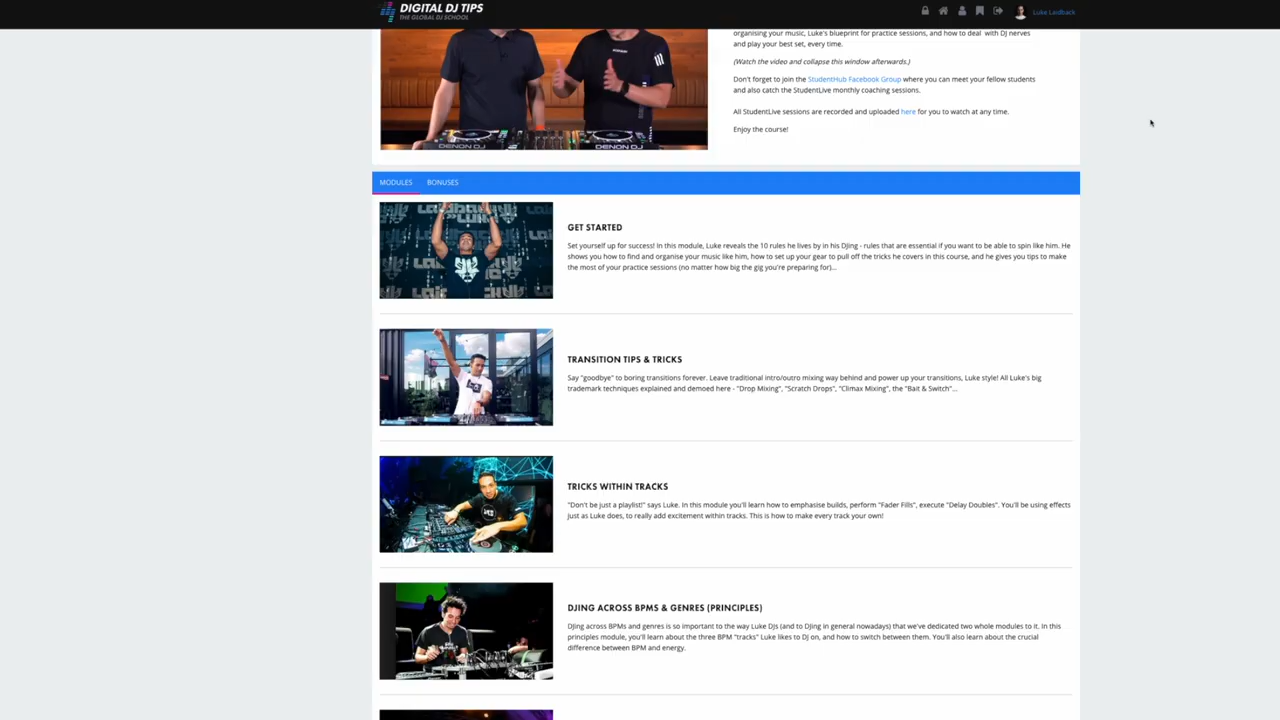 DIGITAL DJ TIPS
THE GLOBAL DJ SCHOOL
Luke Laidback
organising your music, Luke's blueprint for practice sessions, and how to deal with DJ nerves
and play your best set, every time.
(Watch the video and collapse this window afterwards.)
Don't forget to join the StudentHub Facebook Group where you can meet your fellow students
and also catch the StudentLive monthly coaching sessions.
All StudentLive sessions are recorded and uploaded here for you to watch at any time.
Enjoy the course!
DENON DJ
DENON DJ
MODULES
BONUSES
GET STARTED
Set yourself up for success! In this module, Luke reveals the 10 rules he lives by in his DJing - rules that are essential if you want to be able to spin like him. He
shows you how to find and organise your music like him, how to set up your gear to pull off the tricks he covers in this course, and he gives you tips to make
the most of your practice sessions (no matter how big the gig you're preparing for)...
TRANSITION TIPS & TRICKS
Say "goodbye" to boring transitions forever. Leave traditional intro/outro mixing way behind and power up your transitions, Luke style! All Luke's big
trademark techniques explained and demoed here - "Drop Mixing", "Scratch Drops", "Climax Mixing", the "Bait & Switch"...
TRICKS WITHIN TRACKS
"Don't be just a playlist!" says Luke. In this module you'll learn how to emphasise builds, perform "Fader Fills", execute "Delay Doubles". You'll be using effects
just as Luke does, to really add excitement within tracks. This is how to make every track your own!
DJING ACROSS BPMS & GENRES (PRINCIPLES)
DJing across BPMs and genres is so important to the way Luke DJs (and to DJing in general nowadays) that we've dedicated two whole modules to it. In this
principles module, you'll learn about the three BPM "tracks" Luke likes to DJ on, and how to switch between them. You'll also learn about the crucial
difference between BPM and energy.